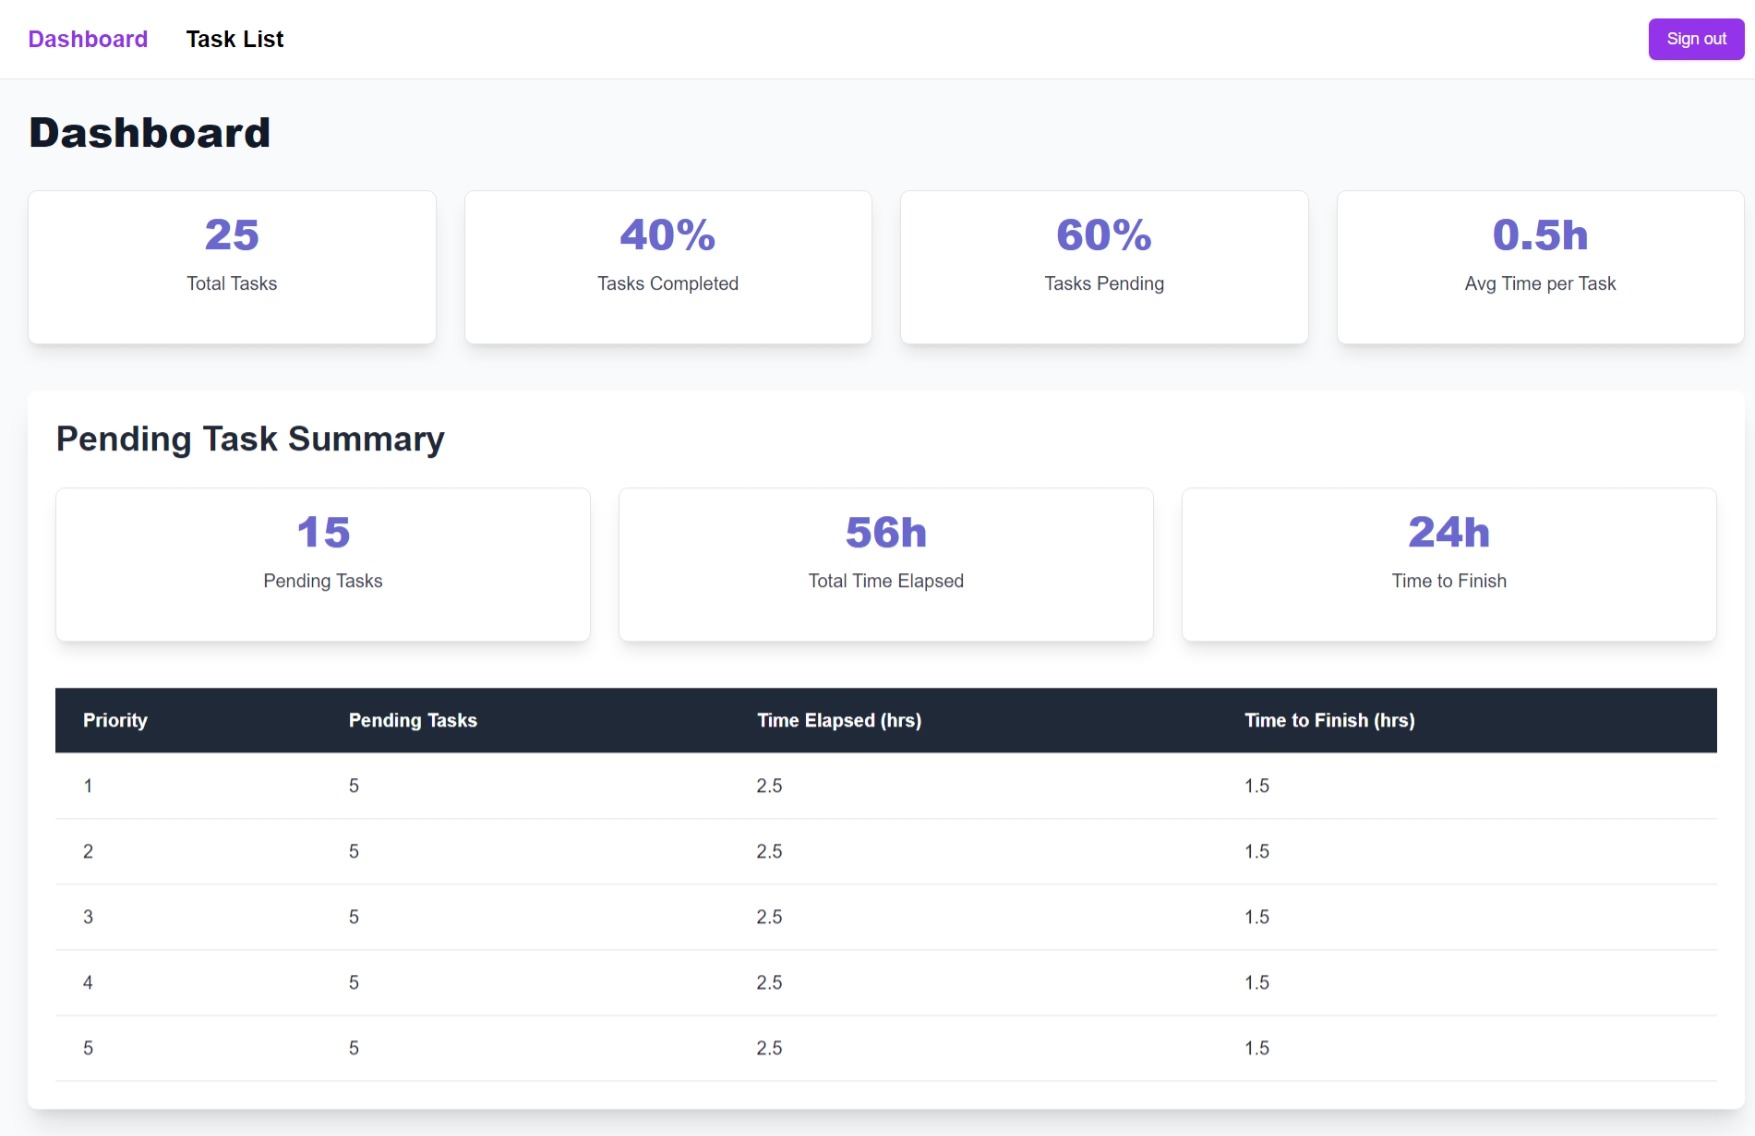 Dashboard Task List Sign out
Dashboard
25 40% 60% 0.5h
Total Tasks Tasks Completed Tasks Pending Avg Time per Task
Pending Task Summary
15 56h 24h
Pending Tasks Total Time Elapsed Time to Finish
Priority Pending Tasks Time Elapsed (hrs) Time to Finish (hrs)
1 5 2.5 1.5
2 5 2.5 1.5
3 5 2.5 1.5
4 5 2.5 1.5
5 5 2.5 1.5